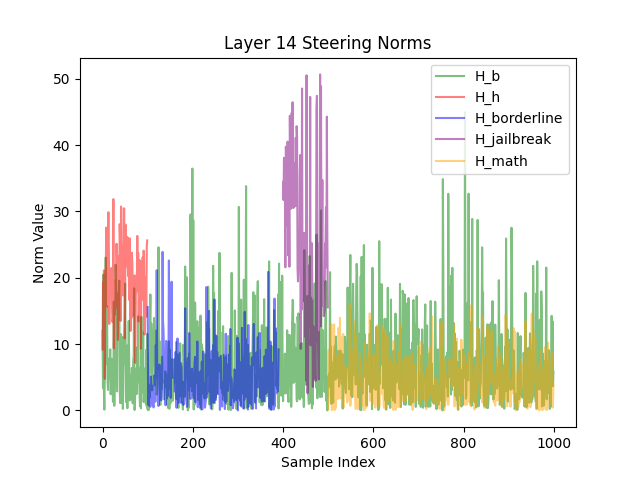 Layer 14 Steering Norms
Norm Value
50
40
30
20
10
0
H_b
H_h
H_borderline
H_jailbreak
H_math
0
200
400
600
800
1000
Sample Index